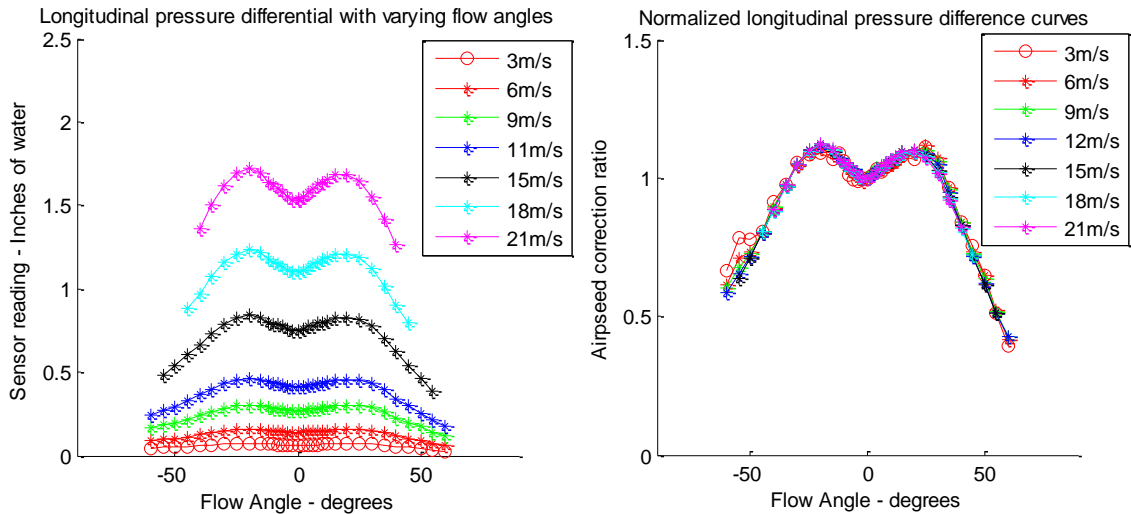 Longitudinal pressure differential with varying flow angles
Sensor reading - Inches of water
2.5
2
1.5
1
0.5
0
-50
0
50
Flow Angle - degrees
3m/s
6m/s
9m/s
11m/s
15m/s
18m/s
21m/s
Normalized longitudinal pressure difference curves
Airpseed correction ratio
1.5
1
0.5
0
-50
0
50
Flow Angle - degrees
3m/s
6m/s
9m/s
12m/s
15m/s
18m/s
21m/s